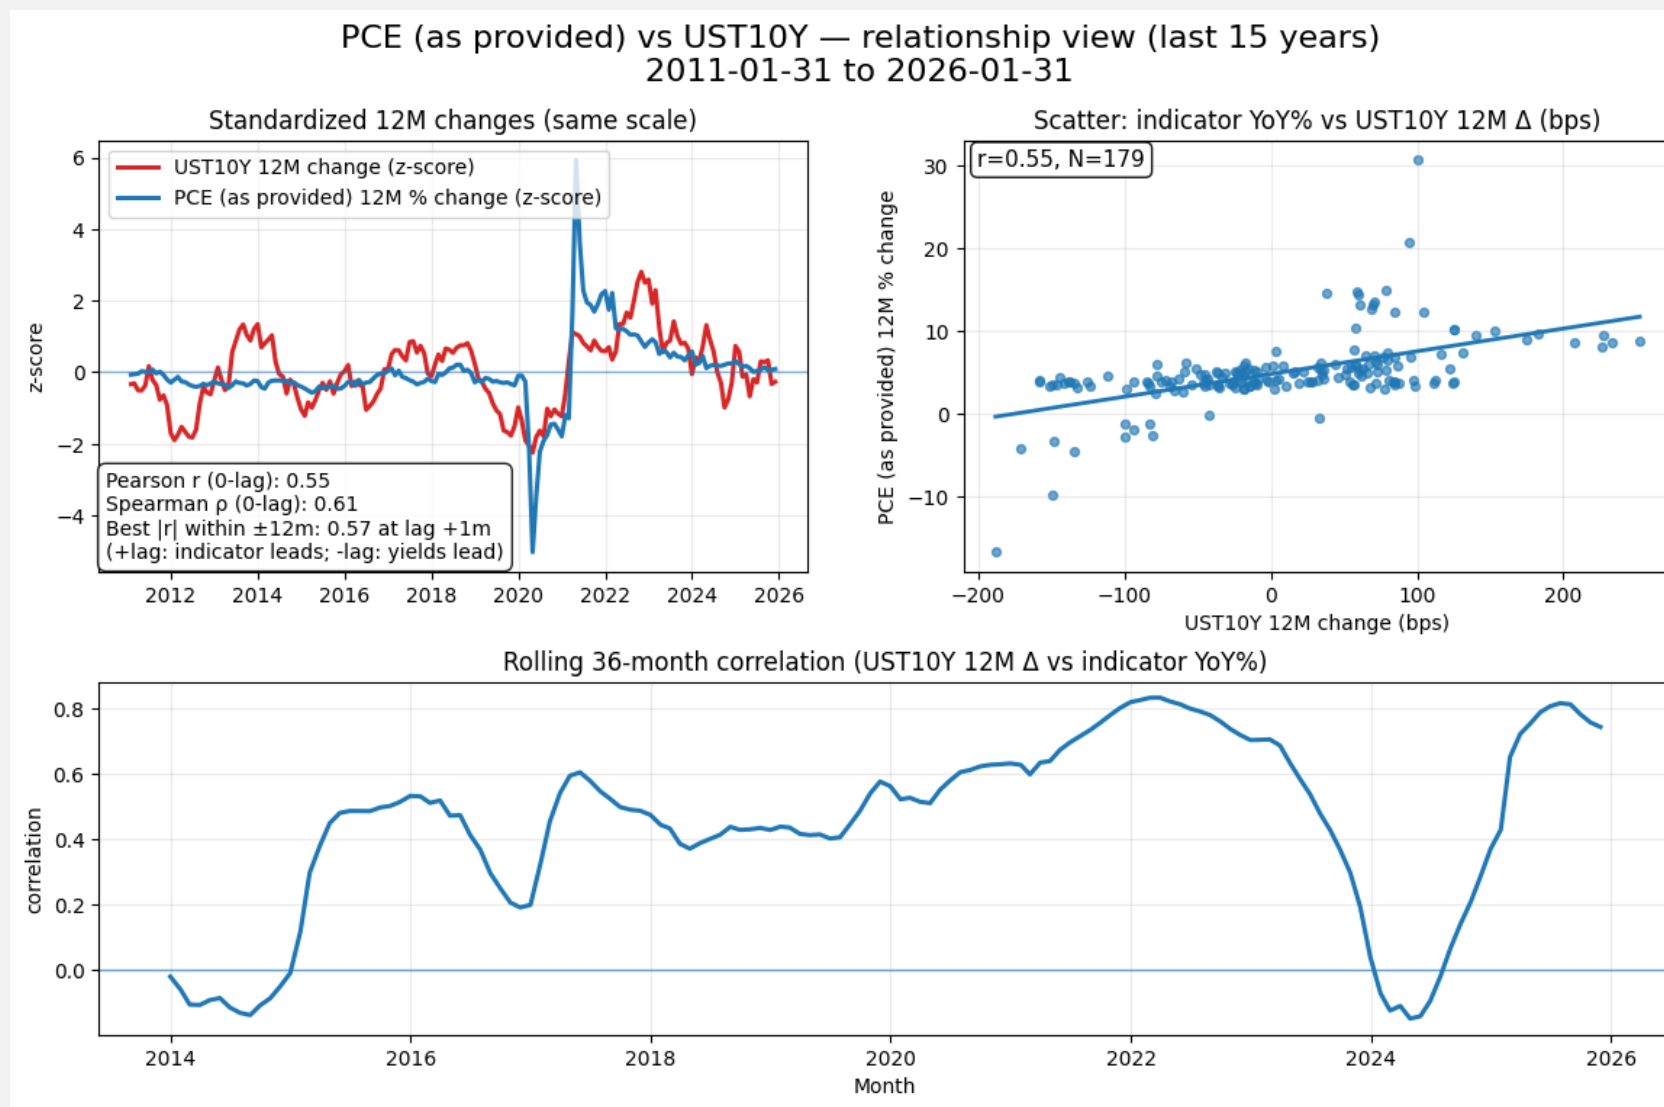 PCE (as provided) vs UST10Y — relationship view (last 15 years)
2011-01-31 to 2026-01-31
Standardized 12M changes (same scale)
UST10Y 12M change (z-score)
PCE (as provided) 12M % change (z-score)
6
4
2
0
−2
−4
z-score
Pearson r (0-lag): 0.55
Spearman ρ (0-lag): 0.61
Best |r| within ±12m: 0.57 at lag +1m
(+lag: indicator leads; -lag: yields lead)
2012 2014 2016 2018 2020 2022 2024 2026
Scatter: indicator YoY% vs UST10Y 12M Δ (bps)
r=0.55, N=179
30
20
10
0
−10
PCE (as provided) 12M % change
−200 −100 0 100 200
UST10Y 12M change (bps)
Rolling 36-month correlation (UST10Y 12M Δ vs indicator YoY%)
0.8
0.6
0.4
0.2
0.0
correlation
2014 2016 2018 2020 2022 2024 2026
Month